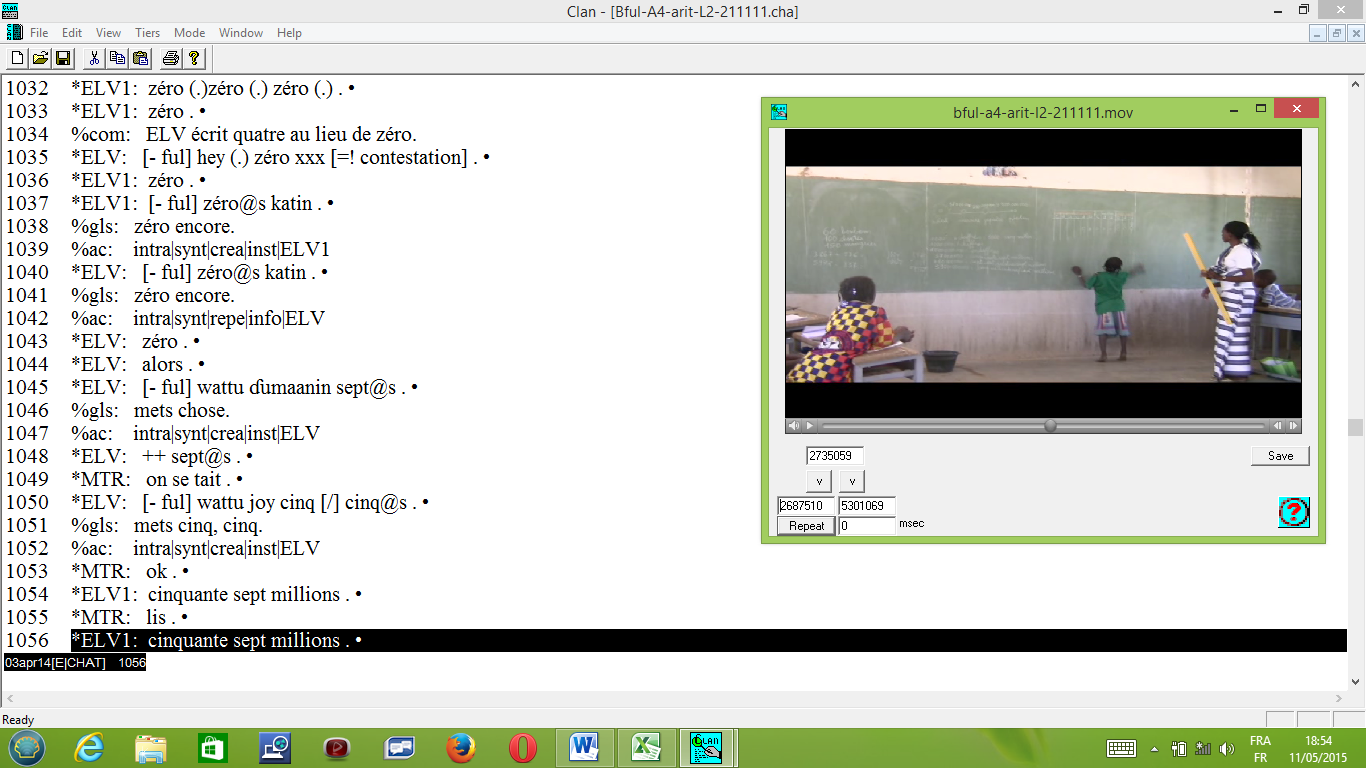 Clan - [Bful-A4-arit-L2-211111.cha]
File Edit View Tiers Mode Window Help
1032 *ELV1: zéro (.)zéro (.) zéro (.) . •
1033 *ELV1: zéro . •
1034 %com: ELV écrit quatre au lieu de zéro.
1035 *ELV: [- ful] hey (.) zéro xxx [=! contestation] . •
1036 *ELV1: zéro . •
1037 *ELV1: [- ful] zéro@s katin . •
1038 %gls: zéro encore.
1039 %ac: intra|synt|crea|inst|ELV1
1040 *ELV: [- ful] zéro@s katin . •
1041 %gls: zéro encore.
1042 %ac: intra|synt|repe|info|ELV
1043 *ELV: zéro . •
1044 *ELV: alors . •
1045 *ELV: [- ful] wattu ɗumaanin sept@s . •
1046 %gls: mets chose.
1047 %ac: intra|synt|crea|inst|ELV
1048 *ELV: ++ sept@s . •
1049 *MTR: on se tait . •
1050 *ELV: [- ful] wattu joy cinq [/] cinq@s . •
1051 %gls: mets cinq, cinq.
1052 %ac: intra|synt|crea|inst|ELV
1053 *MTR: ok . •
1054 *ELV1: cinquante sept millions . •
1055 *MTR: lis . •
1056 *ELV1: cinquante sept millions . •
03apr14[E|CHAT] 1056
bful-a4-arit-l2-211111.mov
2735059
Save
v v
2687510 5301069
Repeat 0 msec
Ready
CLAN
FRA 18:54
FR 11/05/2015